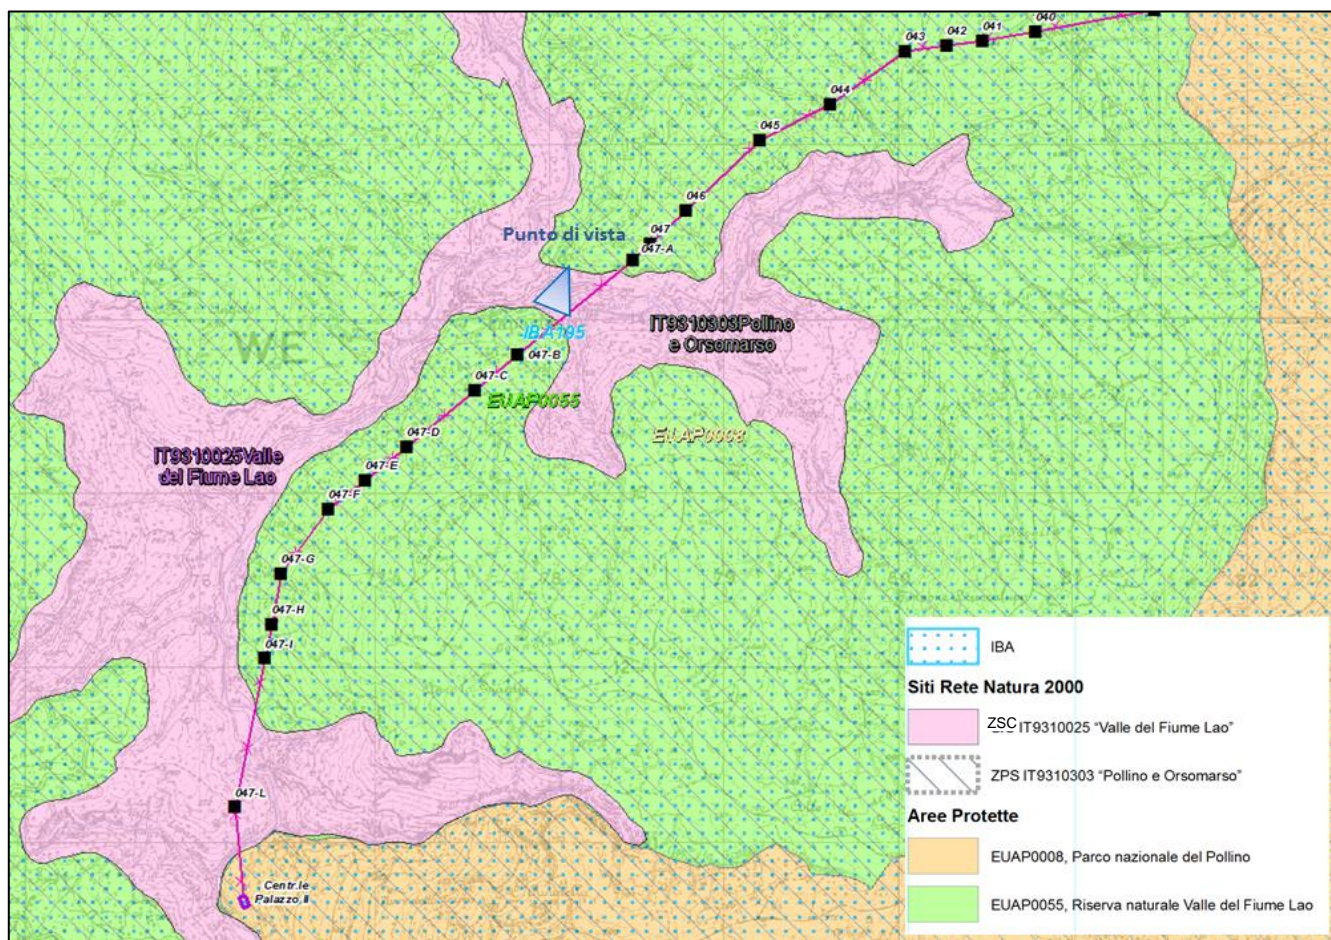 040
041
042
043
044
045
046
047
047-A
Punto di vista
IBA195
IT9310303Pollino
e Orsomarso
047-B
047-C
EUAP0055
EUAP0008
047-D
IT9310025Valle
del Fiume Lao
047-E
047-F
047-G
047-H
047-I
047-L
Centr.le
Palazzo II
IBA
Siti Rete Natura 2000
ZSC IT9310025 “Valle del Fiume Lao”
ZPS IT9310303 “Pollino e Orsomarso”
Aree Protette
EUAP0008, Parco nazionale del Pollino
EUAP0055, Riserva naturale Valle del Fiume Lao